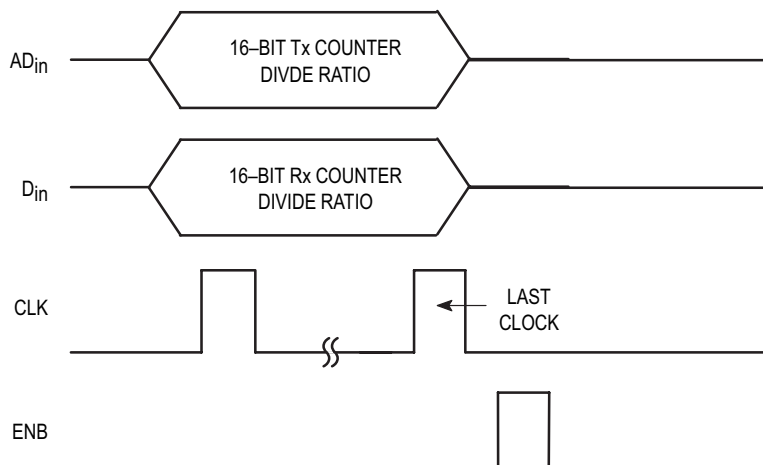 16–BIT Tx COUNTER
DIVDE RATIO
ADin
16–BIT Rx COUNTER
DIVIDE RATIO
Din
CLK
LAST
CLOCK
ENB